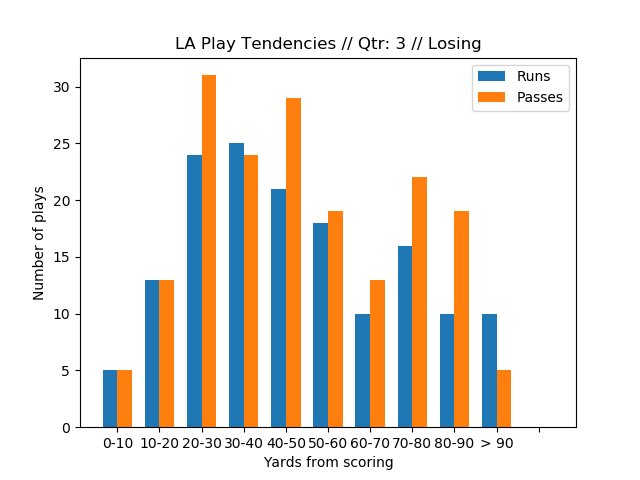 LA Play Tendencies // Qtr: 3 // Losing
Runs
Passes
Number of plays
30
25
20
15
10
5
0
0-10 10-20 20-30 30-40 40-50 50-60 60-70 70-80 80-90 > 90
Yards from scoring